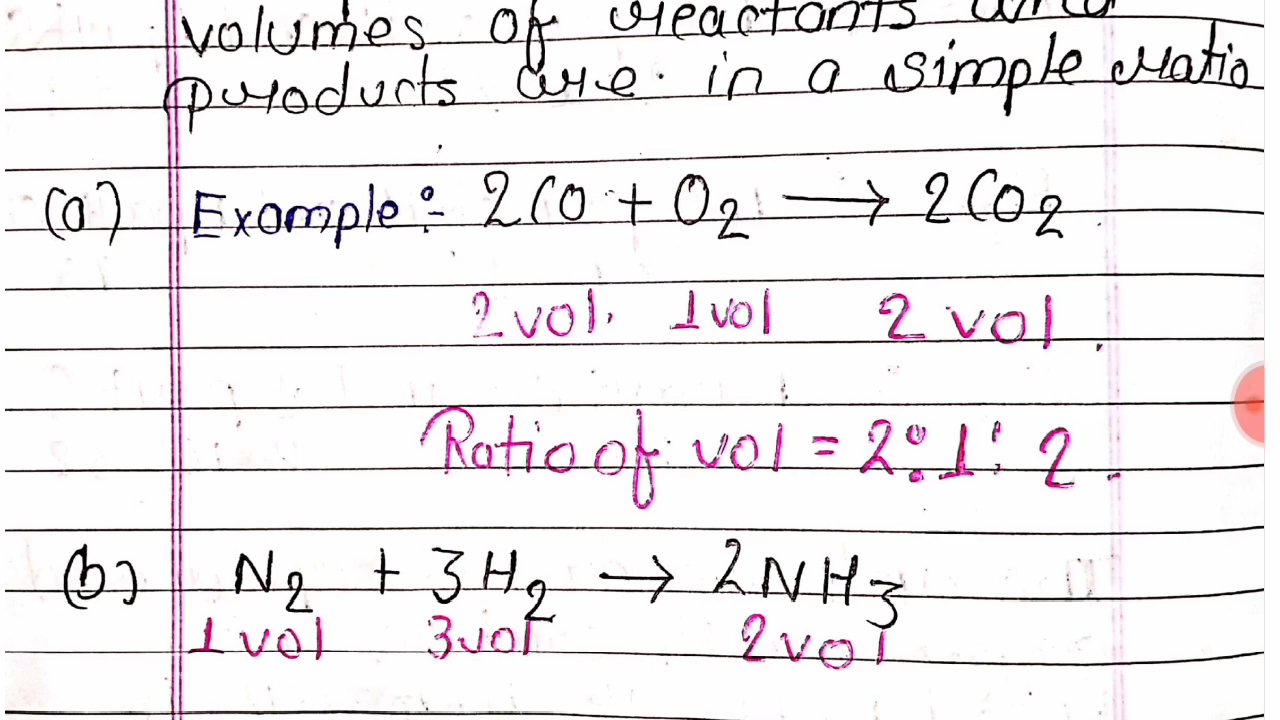 volumes of reactants and
products are in a simple ratio
(a) Example:- 2CO + O2 → 2CO2
2 vol. 1 vol 2 vol.
Ratio of vol = 2:1:2.
(b) N2 + 3H2 → 2NH3
1 vol 3 vol 2 vol